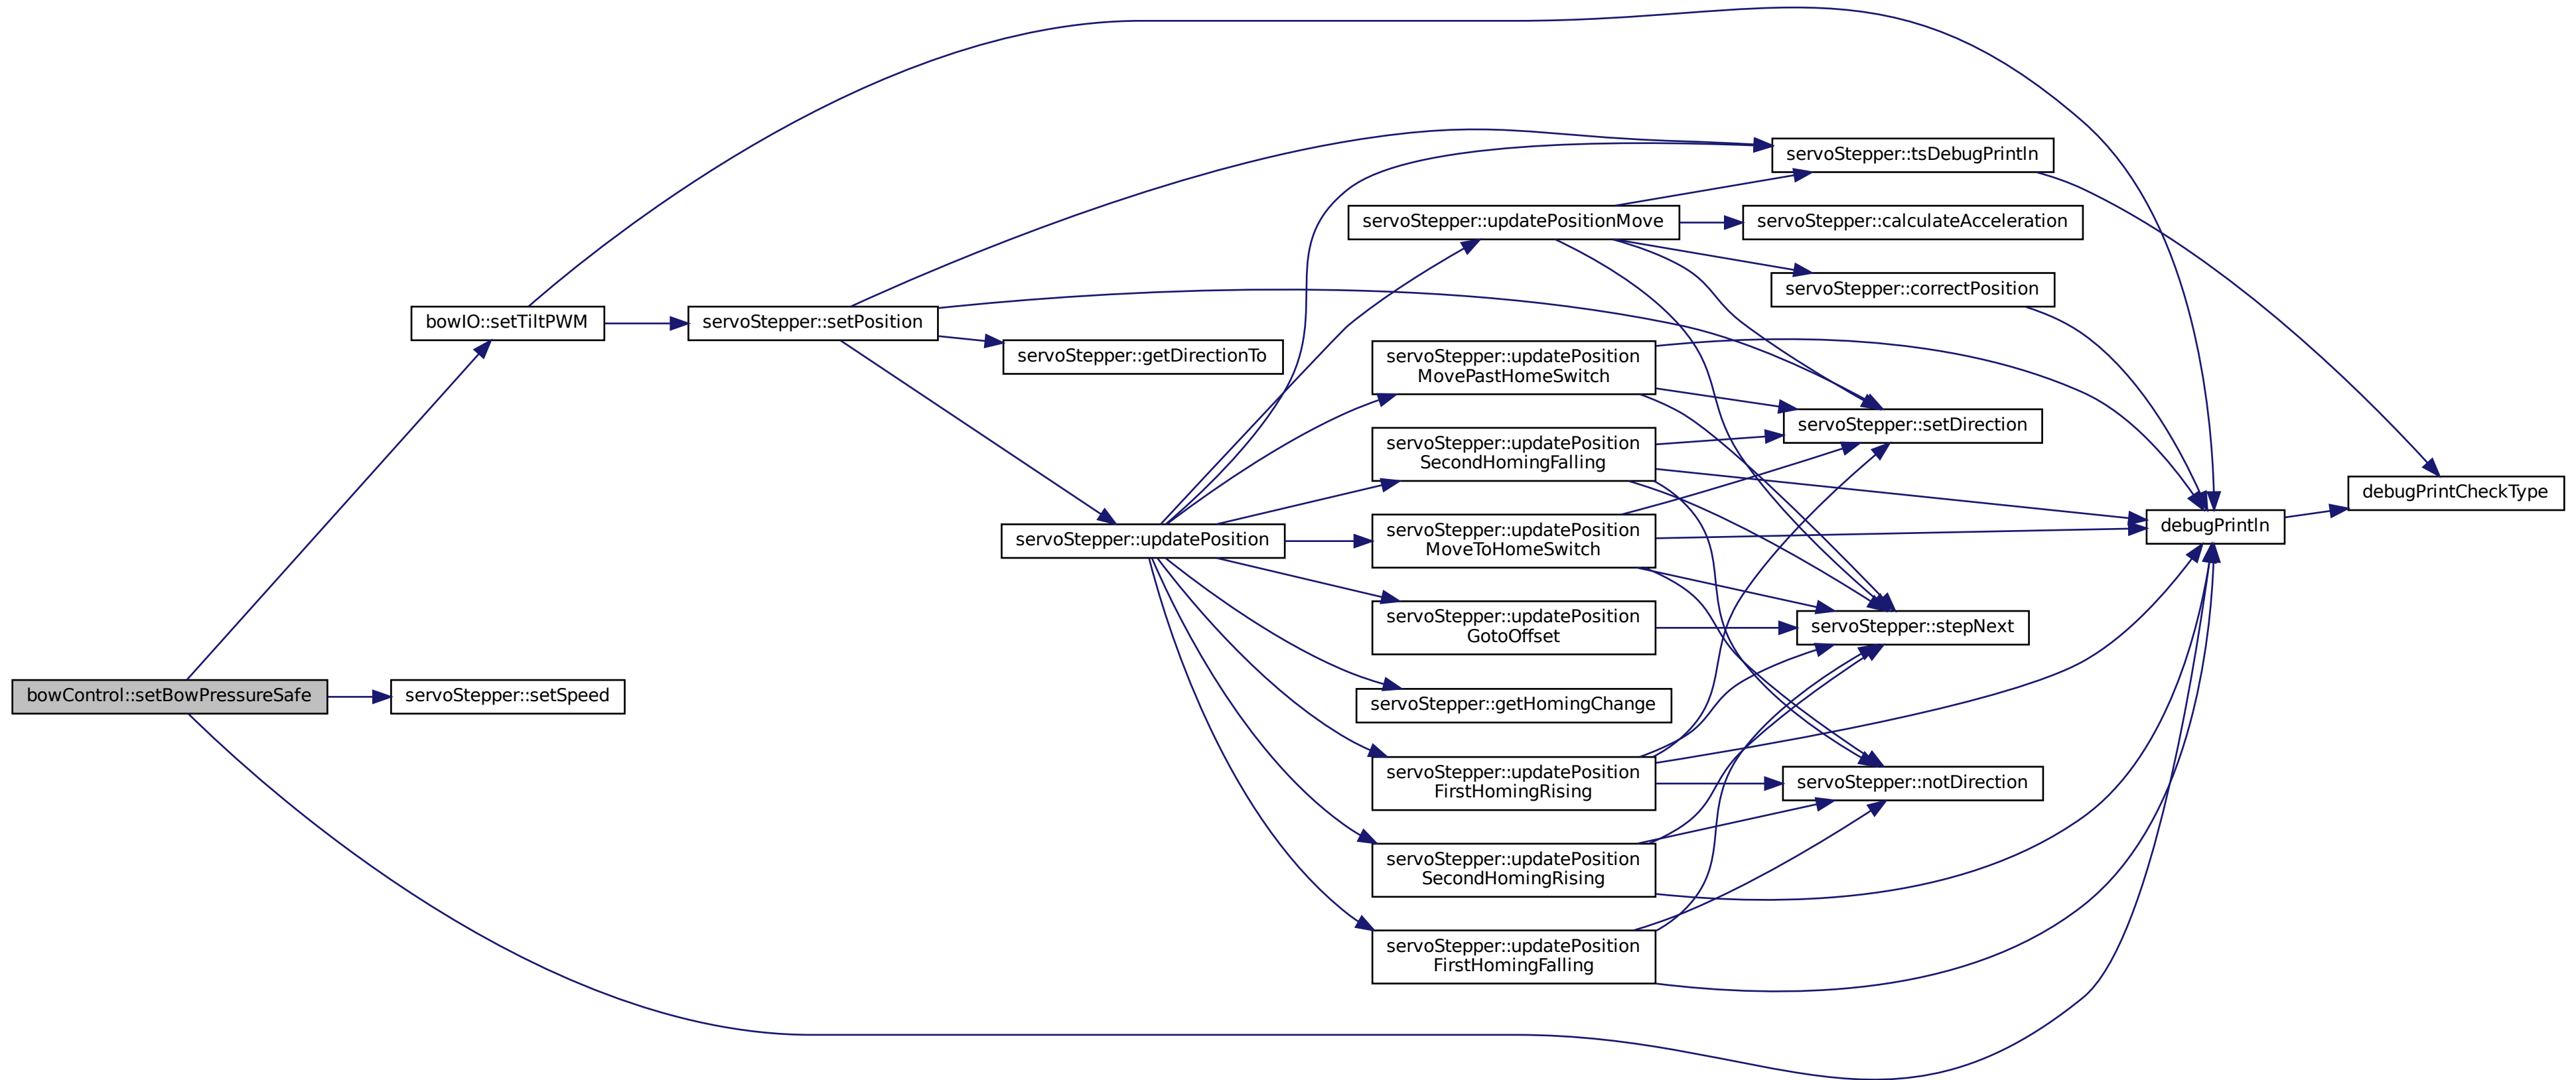 bowControl::setBowPressureSafe
bowIO::setTiltPWM
servoStepper::setSpeed
servoStepper::setPosition
servoStepper::getDirectionTo
servoStepper::updatePosition
servoStepper::updatePositionMove
servoStepper::updatePosition
MovePastHomeSwitch
servoStepper::updatePosition
SecondHomingFalling
servoStepper::updatePosition
MoveToHomeSwitch
servoStepper::updatePosition
GotoOffset
servoStepper::getHomingChange
servoStepper::updatePosition
FirstHomingRising
servoStepper::updatePosition
SecondHomingRising
servoStepper::updatePosition
FirstHomingFalling
servoStepper::tsDebugPrintln
servoStepper::calculateAcceleration
servoStepper::correctPosition
servoStepper::setDirection
servoStepper::stepNext
servoStepper::notDirection
debugPrintln
debugPrintCheckType